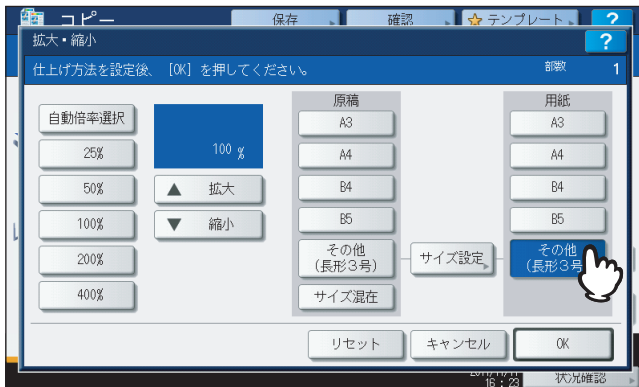 コピー
保存
確認
テンプレート
?
拡大・縮小
?
仕上げ方法を設定後、[OK] を押してください。
部数
1
原稿
用紙
自動倍率選択
100 %
A3
A3
25%
A4
A4
50%
▲ 拡大
B4
B4
100%
▼ 縮小
B5
B5
200%
その他
(長形3号)
サイズ設定
その他
(長形3号
400%
サイズ混在
リセット
キャンセル
OK
16:23
状況確認